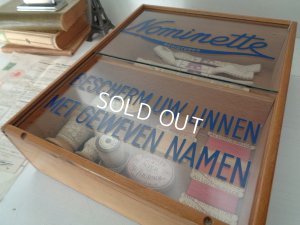 Nominette
BESCHERM UW LINNEN
SOLD OUT
MET GEWEVEN NAMEN